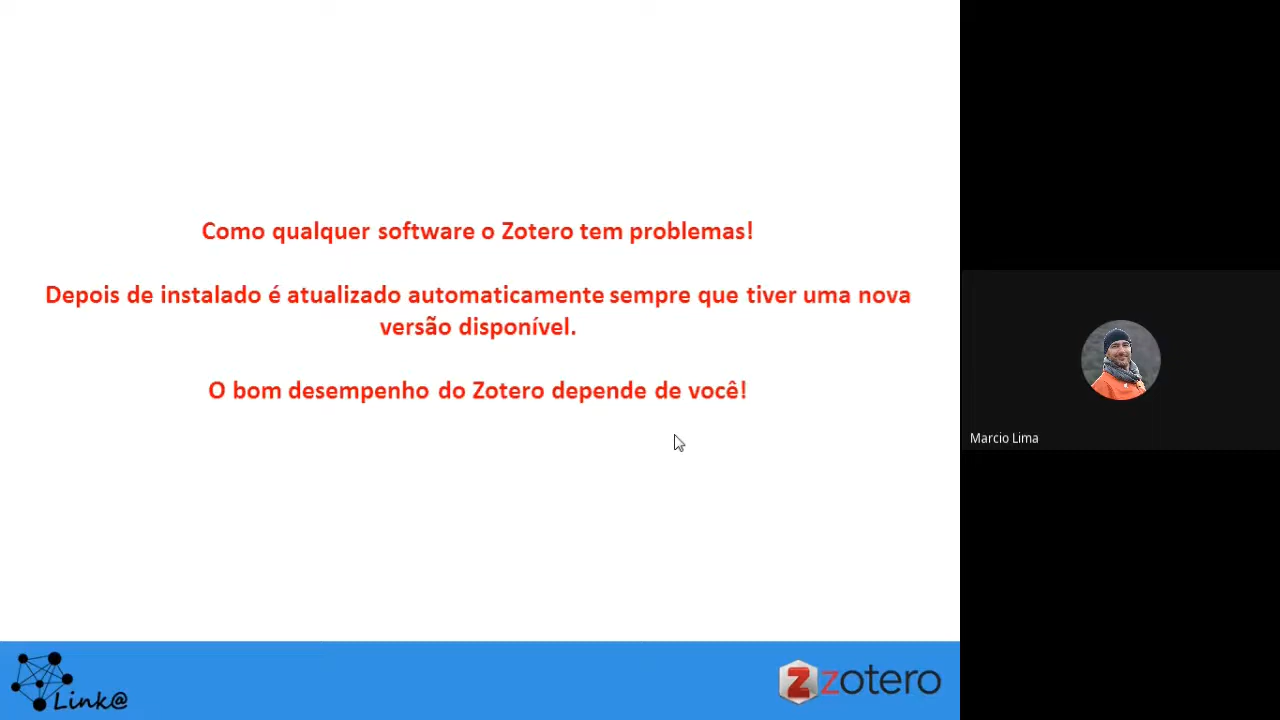 Como qualquer software o Zotero tem problemas!
Depois de instalado é atualizado automaticamente sempre que tiver uma nova
versão disponível.
O bom desempenho do Zotero depende de você!
Marcio Lima
Link@
Z zotero